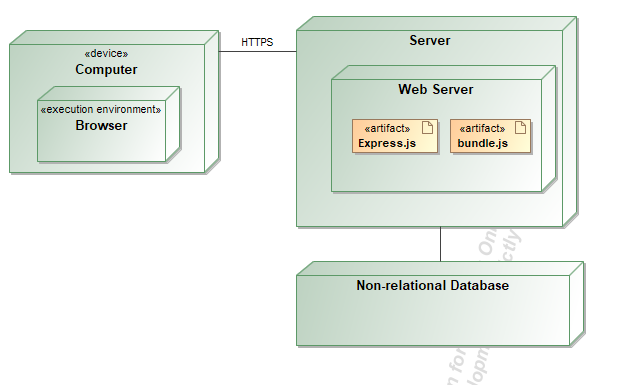 «device»
Computer
«execution environment»
Browser
HTTPS
Server
Web Server
«artifact»
Express.js
«artifact»
bundle.js
Non-relational Database